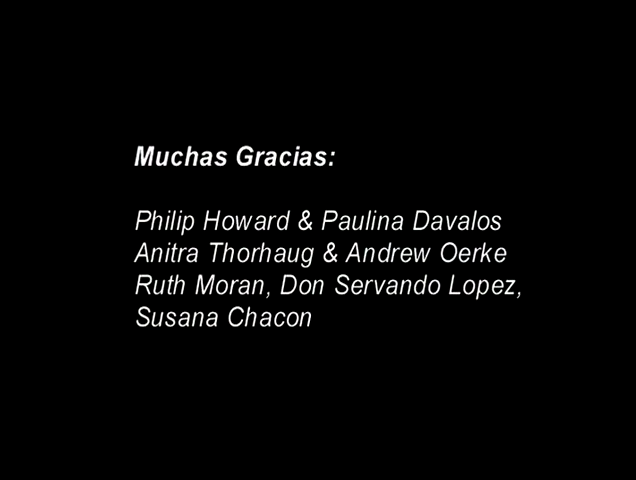 Muchas Gracias:
Philip Howard & Paulina Davalos
Anitra Thorhaug & Andrew Oerke
Ruth Moran, Don Servando Lopez,
Susana Chacon